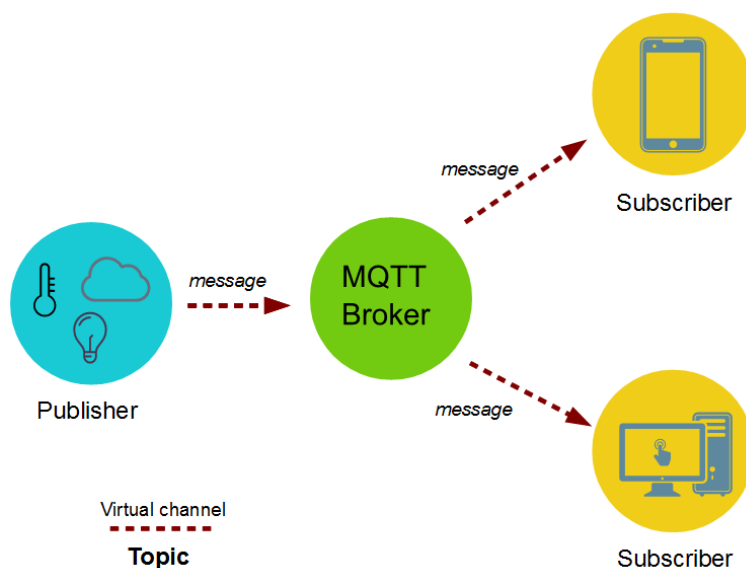 message
Subscriber
message
MQTT
Broker
Publisher
message
Virtual channel
Topic
Subscriber